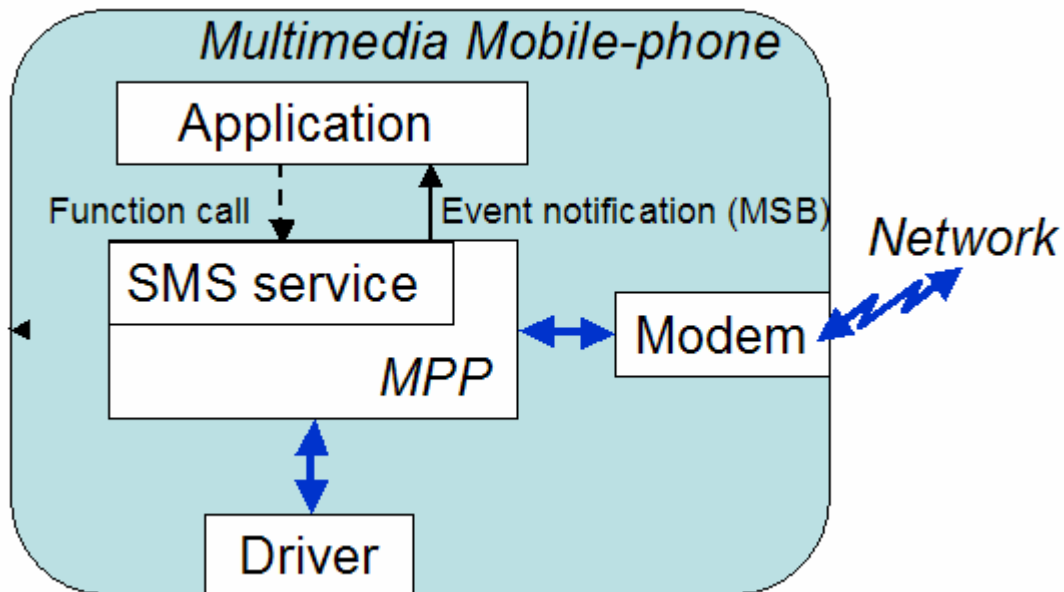 Multimedia Mobile-phone
Application
Function call
Event notification (MSB)
Network
SMS service
Modem
MPP
Driver